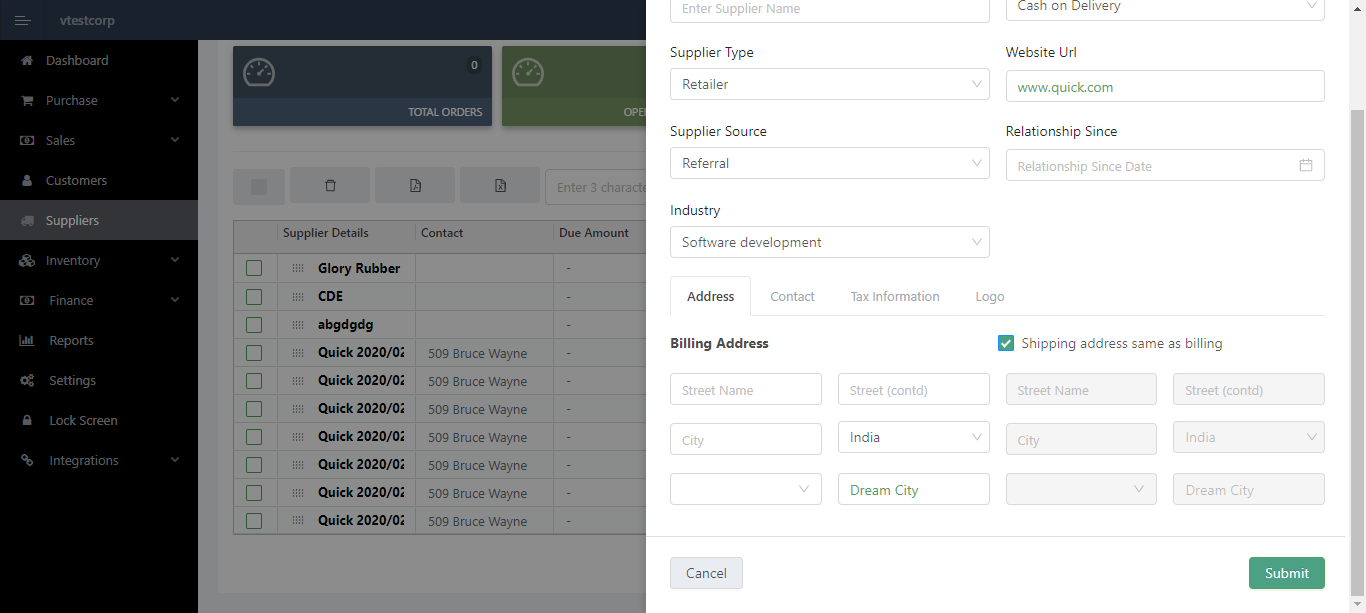 vtestcorp
Dashboard
Purchase
Sales
Customers
Suppliers
Inventory
Finance
Reports
Settings
Lock Screen
Integrations
0
TOTAL ORDERS
OPE
Enter 3 characte
Supplier Details Contact Due Amount
Glory Rubber -
CDE -
abgdgdg -
Quick 2020/02 509 Bruce Wayne -
Quick 2020/02 509 Bruce Wayne -
Quick 2020/02 509 Bruce Wayne -
Quick 2020/02 509 Bruce Wayne -
Quick 2020/02 509 Bruce Wayne -
Quick 2020/02 509 Bruce Wayne -
Quick 2020/02 509 Bruce Wayne -
Enter Supplier Name Cash on Delivery
Supplier Type Website Url
Retailer www.quick.com
Supplier Source Relationship Since
Referral Relationship Since Date
Industry
Software development
Address Contact Tax Information Logo
Billing Address Shipping address same as billing
Street Name Street (contd) Street Name Street (contd)
City India City India
Dream City Dream City
Cancel Submit